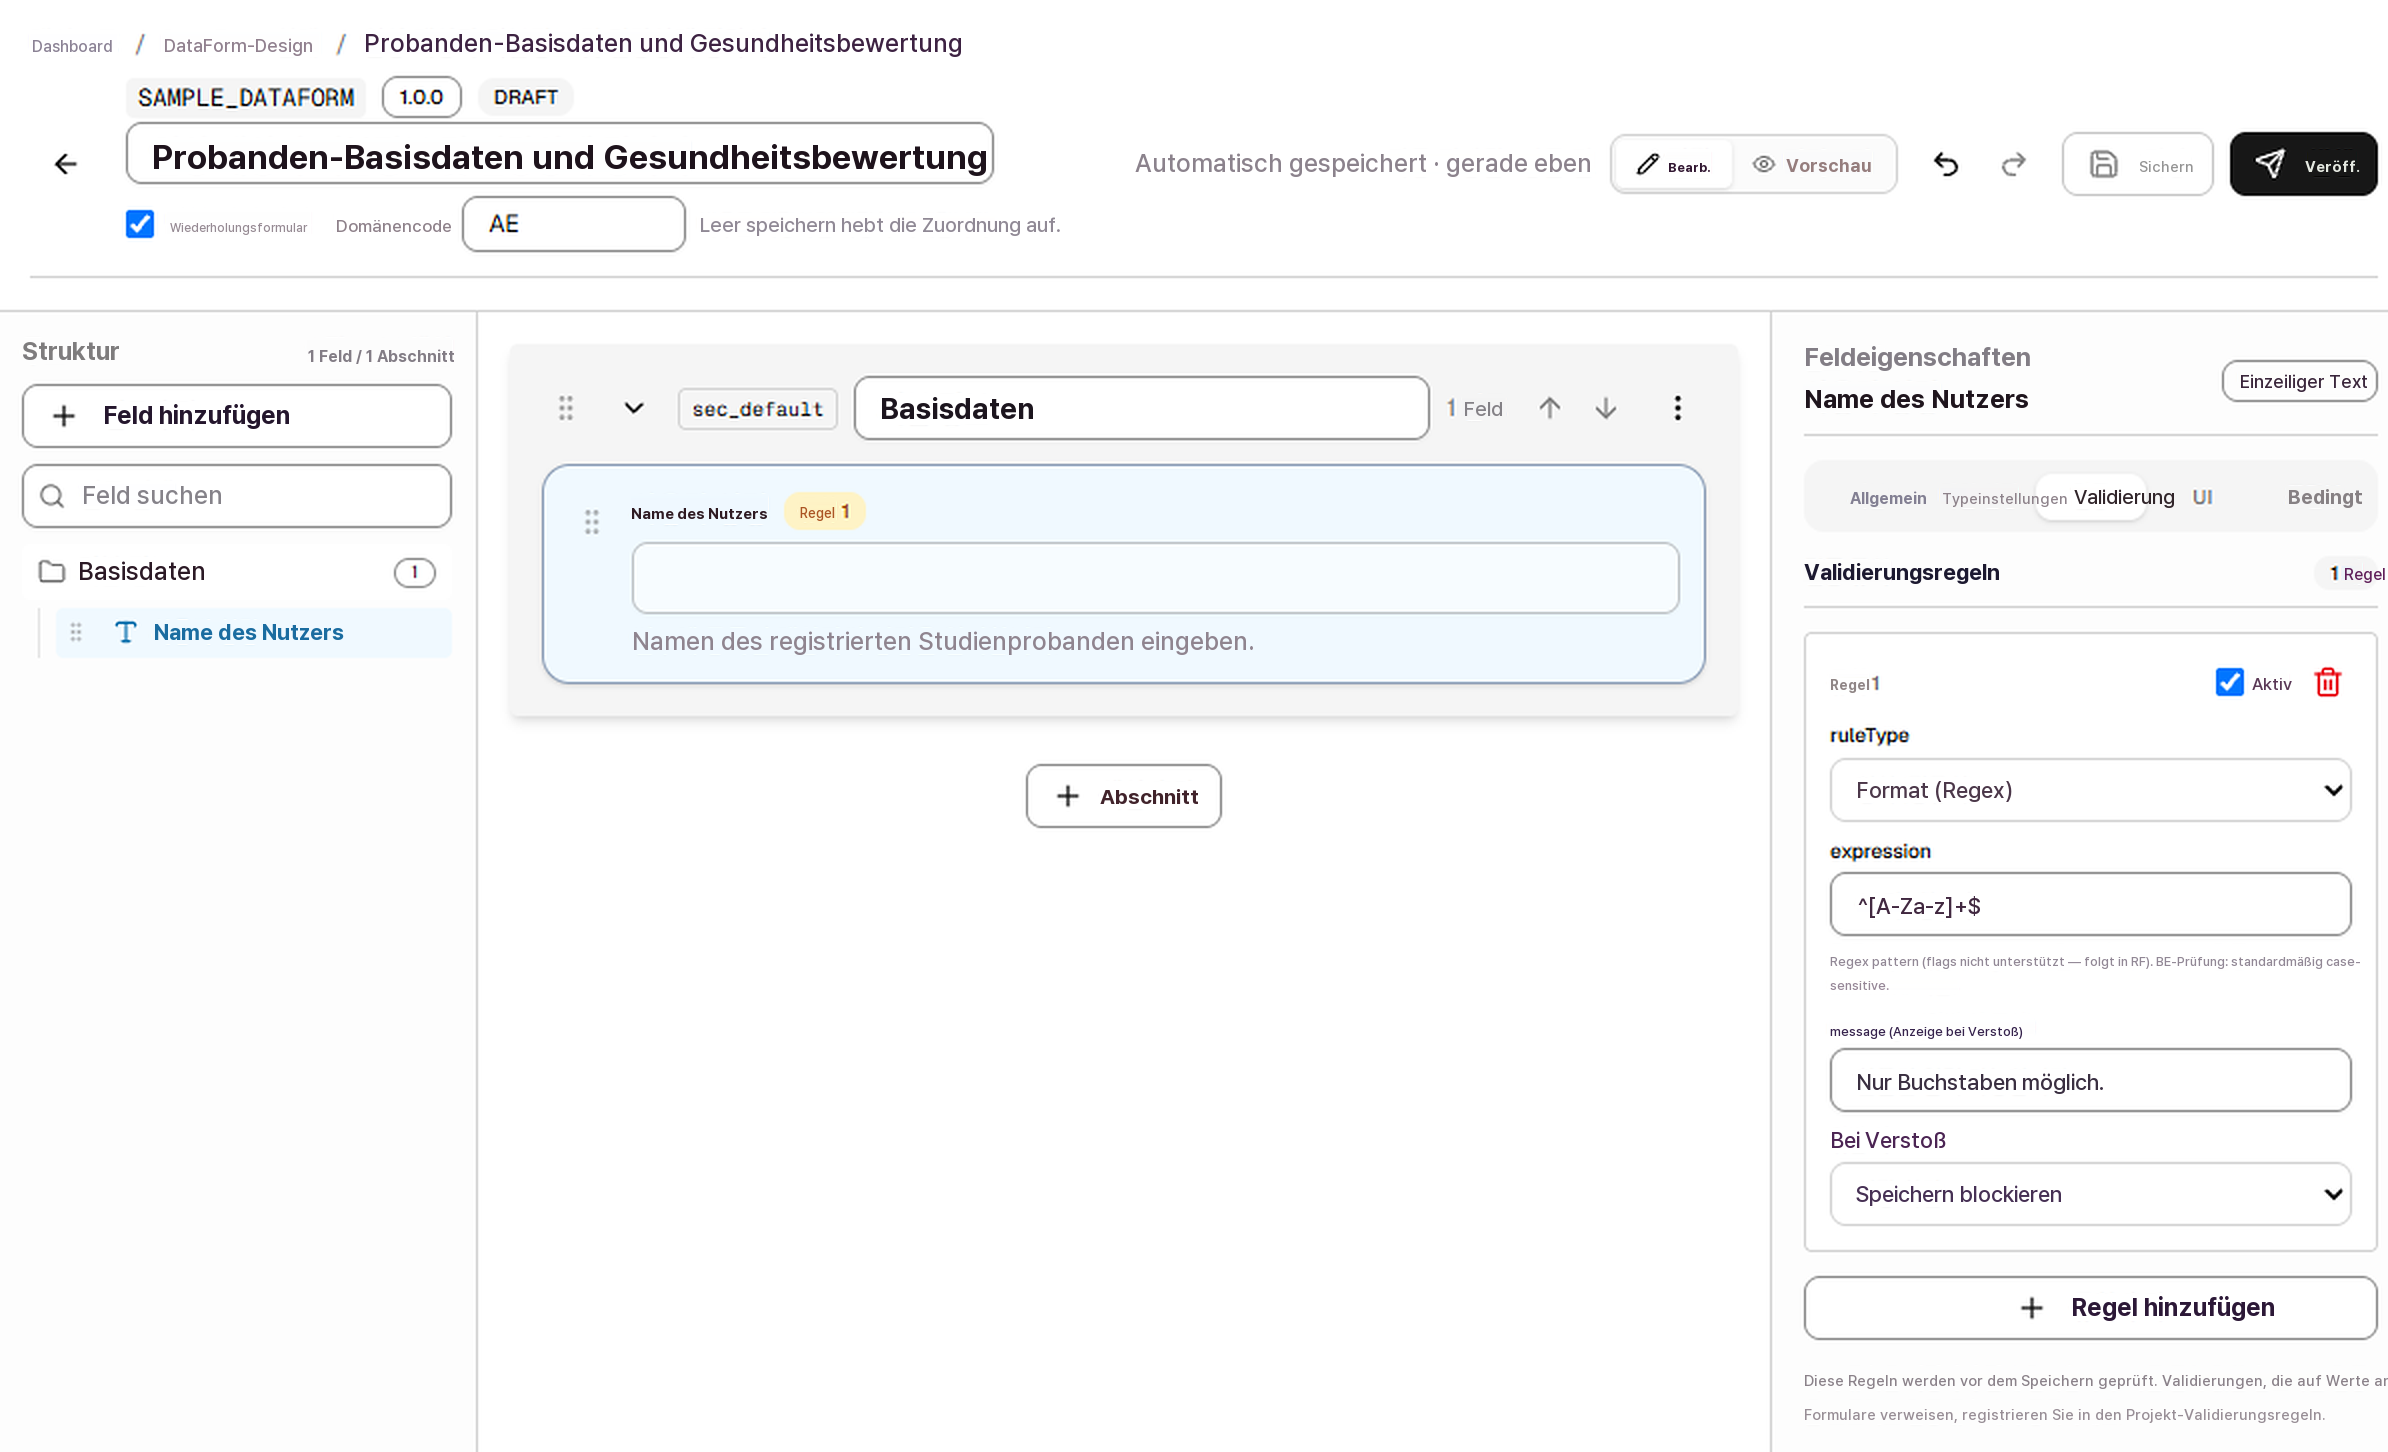 Dashboard / DataForm-Design / Probanden-Basisdaten und Gesundheitsbewertung
SAMPLE_DATAFORM 1.0.0 DRAFT
Probanden-Basisdaten und Gesundheitsbewertung
Automatisch gespeichert · gerade eben Bearb. Vorschau Sichern Veröff.
Wiederholungsformular Domänencode AE Leer speichern hebt die Zuordnung auf.
Struktur 1 Feld / 1 Abschnitt
Feld hinzufügen
Feld suchen
Basisdaten 1
Name des Nutzers
sec_default Basisdaten 1 Feld
Name des Nutzers Regel 1
Namen des registrierten Studienprobanden eingeben.
Abschnitt
Feldeigenschaften
Name des Nutzers Einzeiliger Text
Allgemein Typeinstellungen Validierung UI Bedingt
Validierungsregeln 1 Regel
Regel 1 Aktiv
ruleType
Format (Regex)
expression
^[A-Za-z]+$
Regex pattern (flags nicht unterstützt — folgt in RF). BE-Prüfung: standardmäßig case-
sensitive.
message (Anzeige bei Verstoß)
Nur Buchstaben möglich.
Bei Verstoß
Speichern blockieren
Regel hinzufügen
Diese Regeln werden vor dem Speichern geprüft. Validierungen, die auf Werte
Formulare verweisen, registrieren Sie in den Projekt-Validierungsregeln.